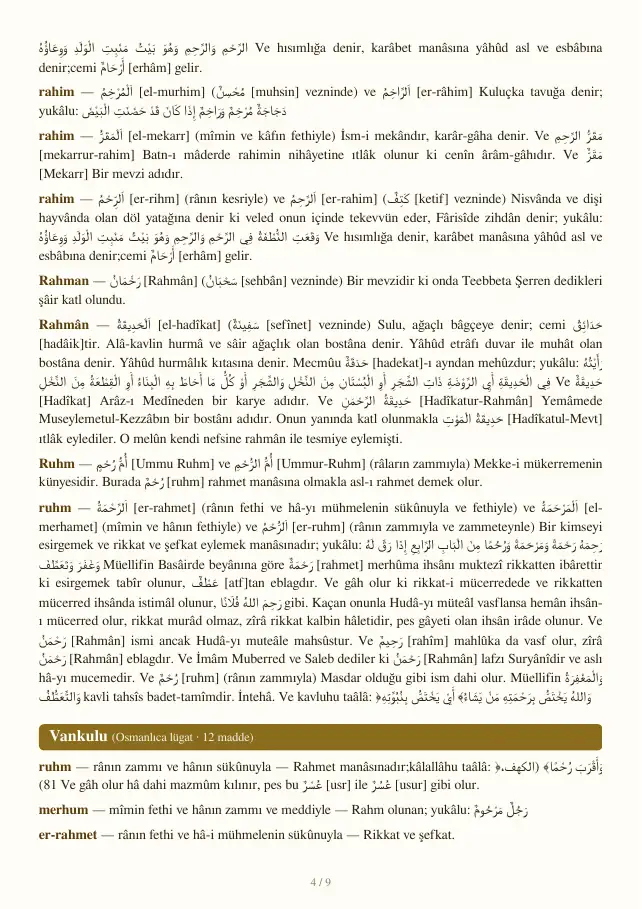 الرَّحْمِ وَالرَّحِمِ وَهُوَ بَيْتُ مَنْبِتِ الْوَلَدِ وَوِعَاؤُهُ Ve hısımlığa denir, karâbet manâsına yâhûd asl ve esbâbına
denir;cemi أَرْحَامٌ [erhâm] gelir.
rahim — اَلْمُرْخِمُ [el-murhim] (مُحْسِنٌ [muhsin] vezninde) ve اَلرَّاخِمُ [er-râhim] Kuluçka tavuğa denir;
yukâlu: دَجَاجَةٌ مُرْخِمٌ وَرَاخِمٌ إِذَا كَانَ قَدْ حَضَنَتِ الْبَيْضَ
rahim — اَلْمَقَرُّ [el-mekarr] (mîmin ve kâfın fethiyle) İsm-i mekândır, karâr-gâha denir. Ve مَقَرُّ الرَّحِمِ
[mekarrur-rahim] Batn-ı mâderde rahimin nihâyetine ıtlâk olunur ki cenîn ârâm-gâhıdır. Ve مَقَرٌّ
[Mekarr] Bir mevzi adıdır.
rahim — اَلرِّحْمُ [er-rihm] (rânın kesriyle) ve اَلرَّحِمُ [er-rahim] (كَتِفٌ [ketif] vezninde) Nisvânda ve dişi
hayvânda olan döl yatağına denir ki veled onun içinde tekevvün eder, Fârisîde zihdân denir; yukâlu:
وَقَعَتِ النُّطْفَةُ فِي الرَّحْمِ وَالرَّحِمِ وَهُوَ بَيْتُ مَنْبِتِ الْوَلَدِ وَوِعَاؤُهُ Ve hısımlığa denir, karâbet manâsına yâhûd asl ve
esbâbına denir;cemi أَرْحَامٌ [erhâm] gelir.
Rahman — رَحْمَانُ [Rahmân] (سَحْبَانُ [sehbân] vezninde) Bir mevzidir ki onda Teebbeta Şerren dedikleri
şâir katl olundu.
Rahmân — اَلْحَدِيقَةُ [el-hadîkat] (سَفِينَةٌ [sefînet] vezninde) Sulu, ağaçlı bâgçeye denir; cemi حَدَائِقُ
[hadâik]tir. Alâ-kavlin hurmâ ve sâir ağaçlık olan bostâna denir. Yâhûd etrâfı duvar ile muhât olan
bostâna denir. Yâhûd hurmâlık kıtasına denir. Mecmûu حَدَقَةٌ [hadekat]-ı ayndan mehûzdur; yukâlu: رَأَيْتُهُ
فِي الْحَدِيقَةِ أَيِ الرَّوْضَةِ ذَاتِ الشَّجَرِ أَوِ الْبُسْتَانِ مِنَ النَّخْلِ وَالشَّجَرِ أَوْ كُلُّ مَا أَحَاطَ بِهِ الْبِنَاءُ أَوِ الْقِطْعَةُ مِنَ النَّخْلِ Ve حَدِيقَةُ
[Hadîkat] Arâz-ı Medîneden bir karye adıdır. Ve حَدِيقَةُ الرَّحْمٰنِ [Hadîkatur-Rahmân] Yemâmede
Museylemetul-Kezzâbın bir bostânı adıdır. Onun yanında katl olunmakla حَدِيقَةُ الْمَوْتِ [Hadîkatul-Mevt]
ıtlâk eylediler. O melûn kendi nefsine rahmân ile tesmiye eylemişti.
Ruhm — أُمُّ رُحْمٍ [Ummu Ruhm] ve أُمُّ الرُّحْمِ [Ummur-Ruhm] (râların zammıyla) Mekke-i mükerremenin
künyesidir. Burada رُحْمٌ [ruhm] rahmet manâsına olmakla asl-ı rahmet demek olur.
ruhm — اَلرَّحْمَةُ [er-rahmet] (rânın fethi ve hâ-yı mühmelenin sükûnuyla ve fethiyle) ve اَلْمَرْحَمَةُ [el-
merhamet] (mîmin ve hânın fethiyle) ve اَلرُّحْمُ [er-ruhm] (rânın zammıyla ve zammeteynle) Bir kimseyi
esirgemek ve rikkat ve şefkat eylemek manâsınadır; yukâlu: رَحِمَهُ رَحْمَةً وَمَرْحَمَةً وَرُحْمًا مِنَ الْبَابِ الرَّابِعِ إِذَا رَقَّ لَهُ
وَغَفَرَ وَتَعَطَّفَ Müellifin Basâirde beyânına göre رَحْمَةٌ [rahmet] merhûma ihsânı muktezî rikkatten ibârettir
ki esirgemek tabîr olunur, عَطْفٌ [atf]tan eblagdır. Ve gâh olur ki rikkat-i mücerredede ve rikkatten
mücerred ihsânda istimâl olunur, رَحِمَ اللهُ فُلَانًا gibi. Kaçan onunla Hudâ-yı müteâl vasflansa hemân ihsân-
ı mücerred olur, rikkat murâd olmaz, zîrâ rikkat kalbin hâletidir, pes gâyeti olan ihsân irâde olunur. Ve
رَحْمٰنُ [Rahmân] ismi ancak Hudâ-yı muteâle mahsûstur. Ve رَحِيمٌ [rahîm] mahlûka da vasf olur, zîrâ
رَحْمٰنُ [Rahmân] eblagdır. Ve İmâm Muberred ve Saleb dediler ki رَحْمٰنُ [Rahmân] lafzı Suryânîdir ve aslı
hâ-yı mucemedir. Ve رُحْمٌ [ruhm] (rânın zammıyla) Masdar olduğu gibi ism dahi olur. Müellifin وَالْمَغْفِرَةُ
وَالتَّعَطُّفُ kavli tahsîs badet-tamîmdir. İntehâ. Ve kavluhu taâlâ: ﴿وَاللهُ يَخْتَصُّ بِرَحْمَتِهِ مَنْ يَشَاءُ﴾ أَيْ يَخْتَصُّ بِنُبُوَّتِهِ
Vankulu (Osmanlıca lügat · 12 madde)
ruhm — rânın zammı ve hânın sükûnuyla — Rahmet manâsınadır;kâlallâhu taâlâ: ﴿وَأَقْرَبَ رُحْمًا﴾ (الكهف،
(81 Ve gâh olur hâ dahi mazmûm kılınır, pes bu عُسْرٌ [usr] ile عُسُرٌ [usur] gibi olur.
merhum — mîmin fethi ve hânın zammı ve meddiyle — Rahm olunan; yukâlu: رَجُلٌ مَرْحُومٌ
er-rahmet — rânın fethi ve hâ-i mühmelenin sükûnuyla — Rikkat ve şefkat.
4 / 9